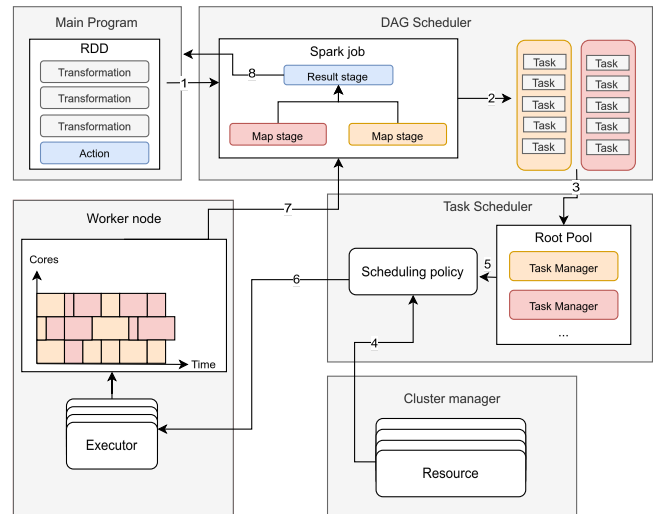 Main Program
RDD
Transformation
Transformation
Transformation
Action
1
DAG Scheduler
Spark job
8
Result stage
Map stage
Map stage
2
Task
Task
Task
Task
Task
Task
Task
Task
Task
Task
3
Task Scheduler
Root Pool
Task Manager
Task Manager
...
5
Scheduling policy
4
6
7
Worker node
Cores
Time
Executor
Cluster manager
Resource